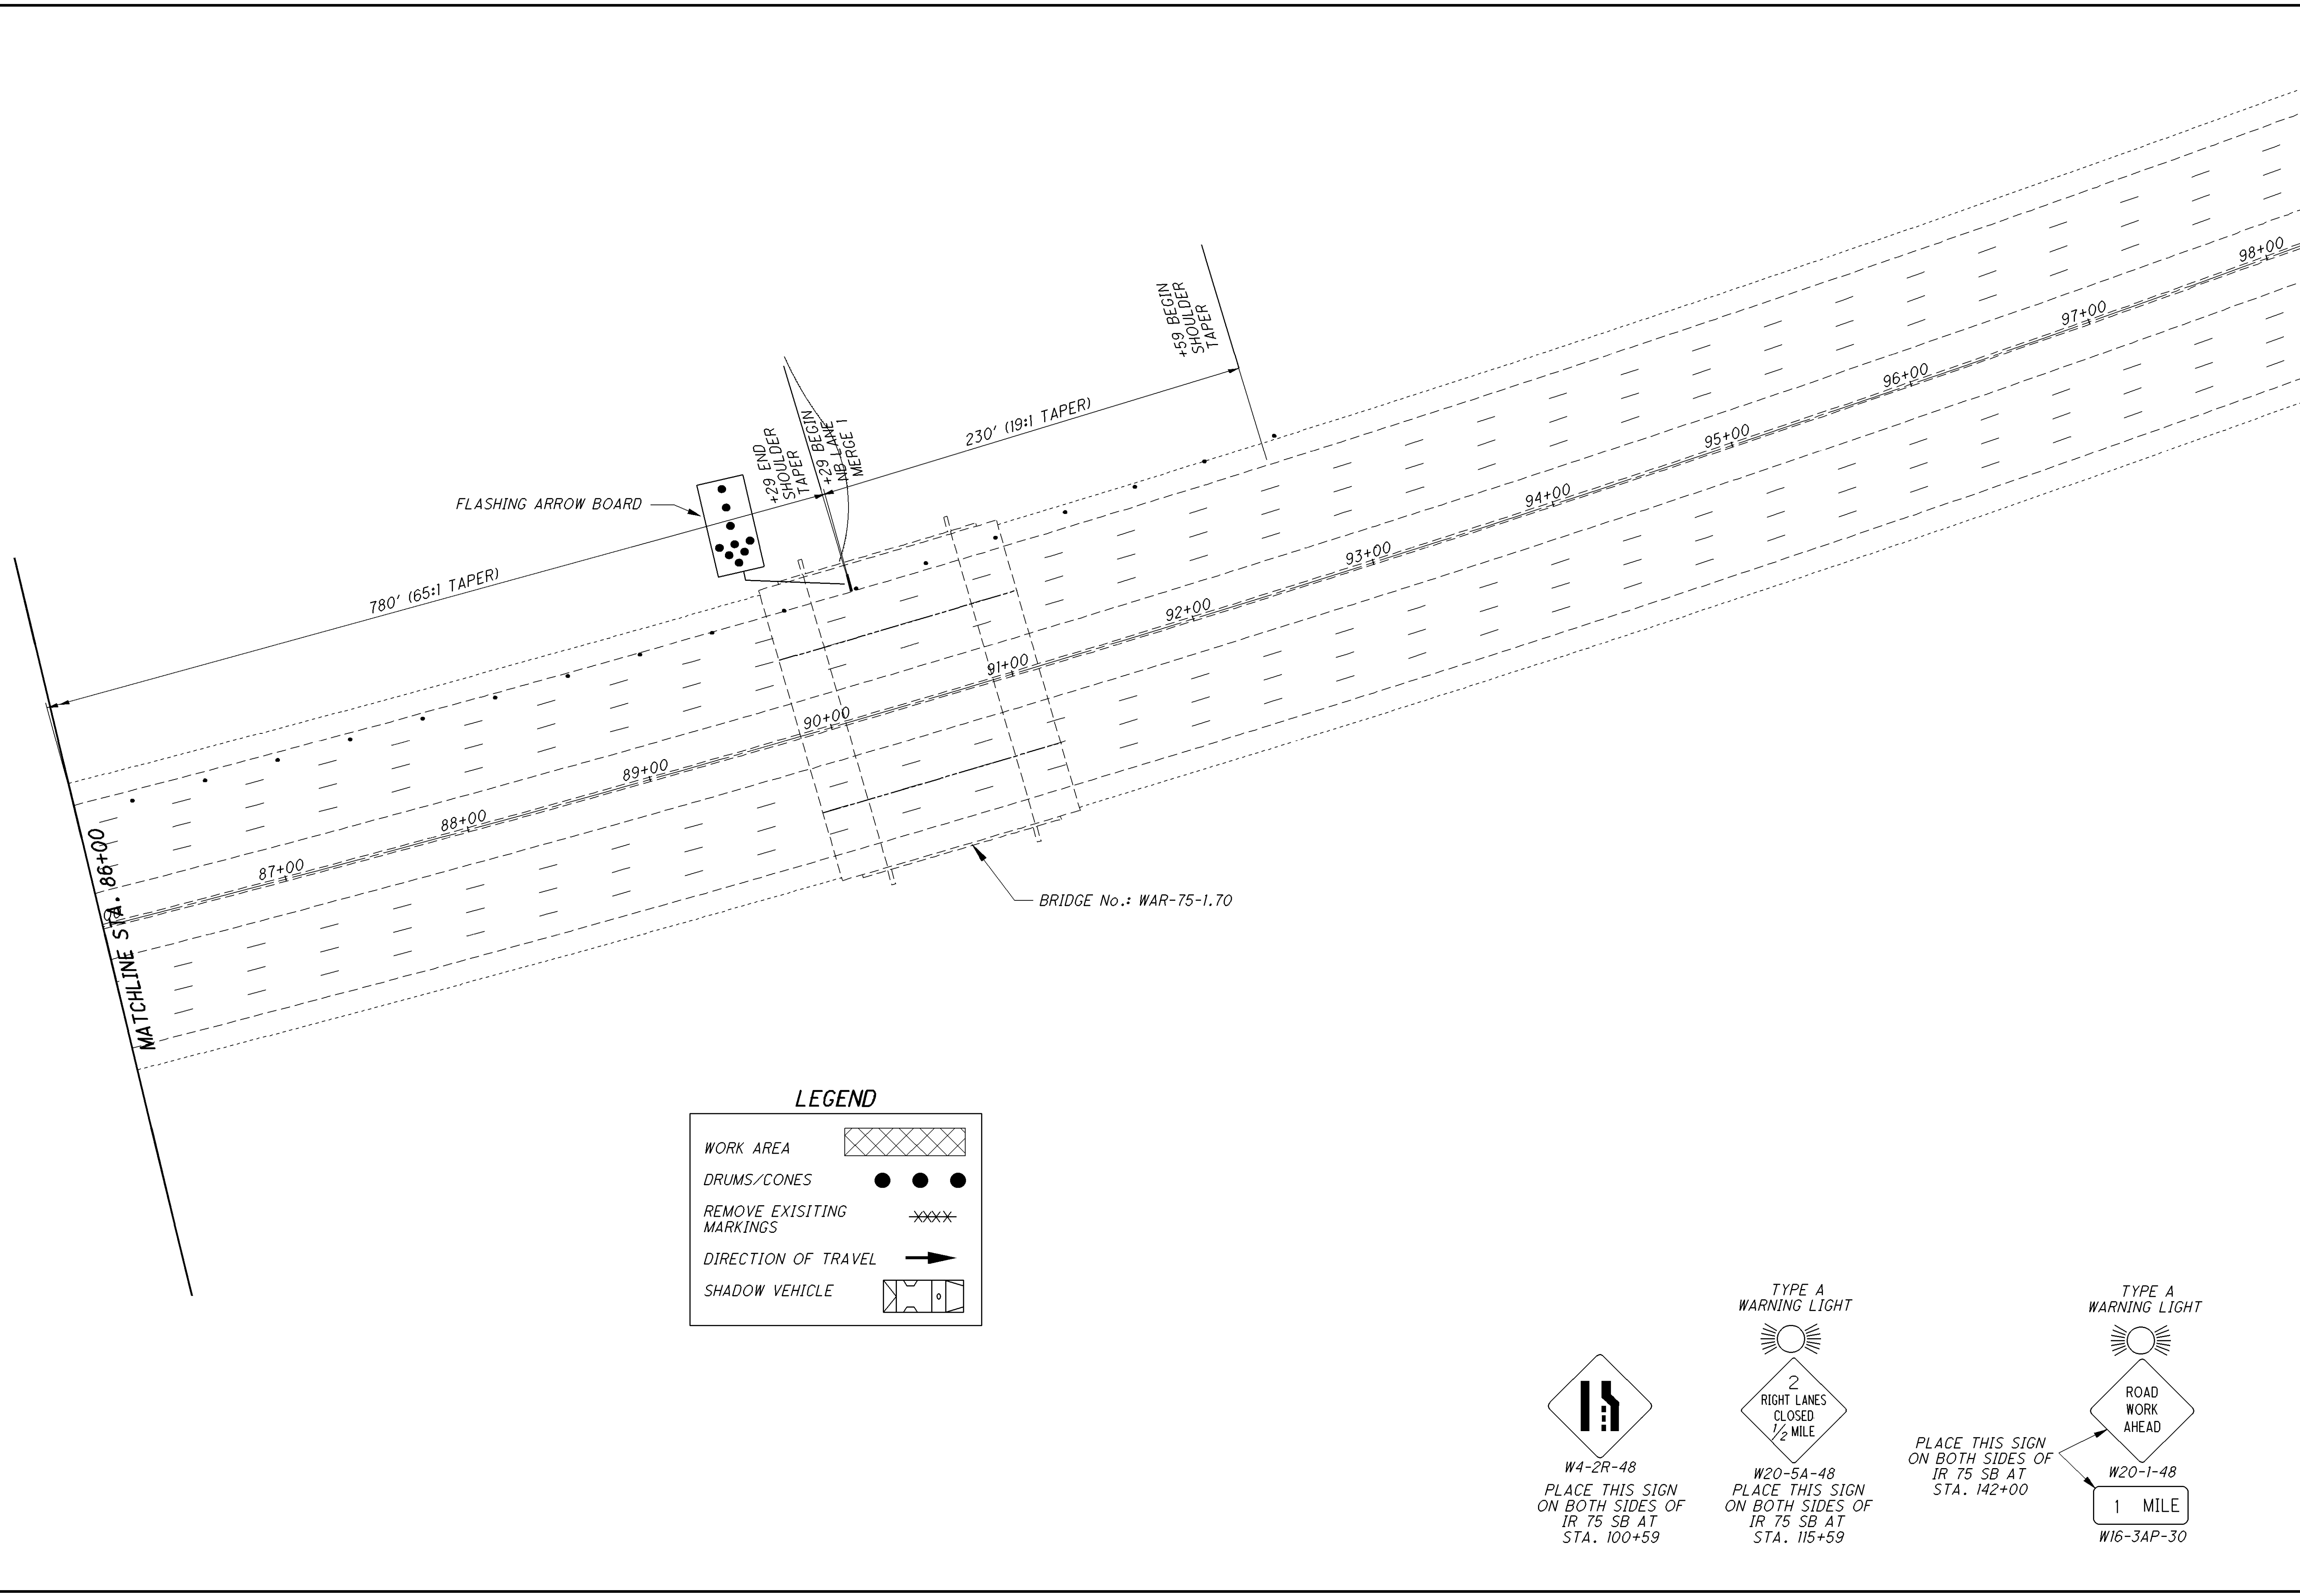 98+00
97+00
96+00
95+00
94+00
93+00
92+00
91+00
90+00
89+00
88+00
87+00
+59 BEGIN
SHOULDER
TAPER
230' (19:1 TAPER)
+29 END
SHOULDER
TAPER
+29 BEGIN
NB LANE
MERGE 1
FLASHING ARROW BOARD
780' (65:1 TAPER)
MATCHLINE STA. 86+00
BRIDGE No.: WAR-75-1.70
LEGEND
WORK AREA
DRUMS/CONES
REMOVE EXISITING
MARKINGS
DIRECTION OF TRAVEL
SHADOW VEHICLE
W4-2R-48
PLACE THIS SIGN
ON BOTH SIDES OF
IR 75 SB AT
STA. 100+59
TYPE A
WARNING LIGHT
2
RIGHT LANES
CLOSED
1/2 MILE
W20-5A-48
PLACE THIS SIGN
ON BOTH SIDES OF
IR 75 SB AT
STA. 115+59
TYPE A
WARNING LIGHT
ROAD
WORK
AHEAD
PLACE THIS SIGN
ON BOTH SIDES OF
IR 75 SB AT
STA. 142+00
W20-1-48
1 MILE
W16-3AP-30